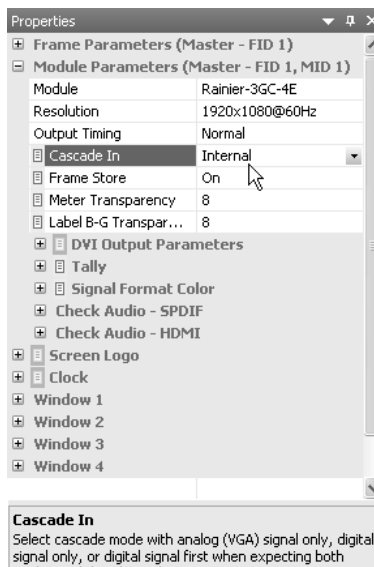 Properties
Frame Parameters (Master - FID 1)
Module Parameters (Master - FID 1, MID 1)
Module Rainier-3GC-4E
Resolution 1920x1080@60Hz
Output Timing Normal
Cascade In Internal
Frame Store On
Meter Transparency 8
Label B-G Transpar... 8
DVI Output Parameters
Tally
Signal Format Color
Check Audio - SPDIF
Check Audio - HDMI
Screen Logo
Clock
Window 1
Window 2
Window 3
Window 4
Cascade In
Select cascade mode with analog (VGA) signal only, digital
signal only, or digital signal first when expecting both